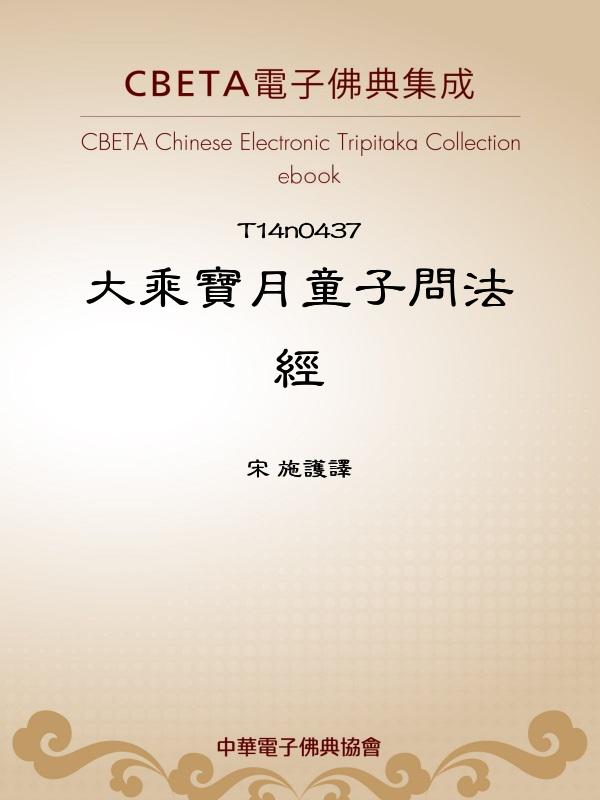 CBETA電子佛典集成
CBETA Chinese Electronic Tripitaka Collection
ebook
T14n0437
大乘寶月童子問法
經
宋 施護譯
中華電子佛典協會